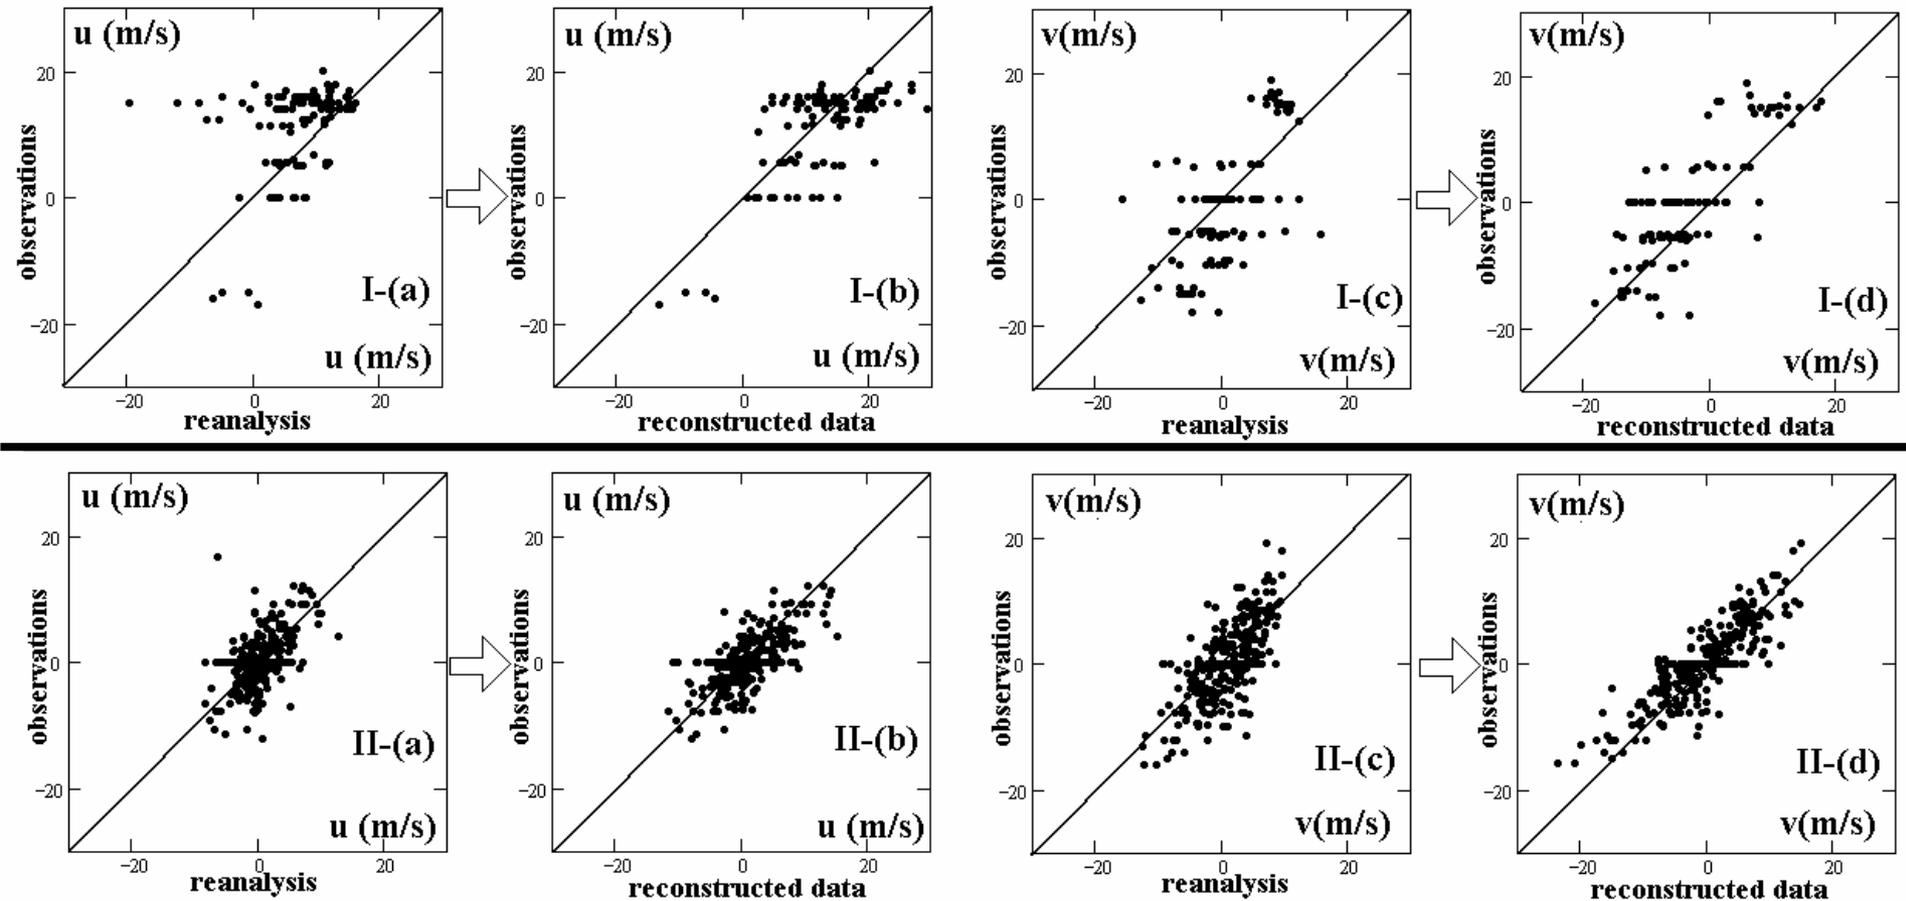 u (m/s)
20
0
−20
observations
I-(a)
u (m/s)
−20 0 20
reanalysis
u (m/s)
20
0
−20
observations
I-(b)
u (m/s)
−20 0 20
reconstructed data
v(m/s)
20
0
−20
observations
I-(c)
v(m/s)
−20 0 20
reanalysis
v(m/s)
20
0
−20
observations
I-(d)
v(m/s)
−20 0 20
reconstructed data
u (m/s)
20
0
−20
observations
II-(a)
u (m/s)
−20 0 20
reanalysis
u (m/s)
20
0
−20
observations
II-(b)
u (m/s)
−20 0 20
reconstructed data
v(m/s)
20
0
−20
observations
II-(c)
v(m/s)
−20 0 20
reanalysis
v(m/s)
20
0
−20
observations
II-(d)
v(m/s)
−20 0 20
reconstructed data